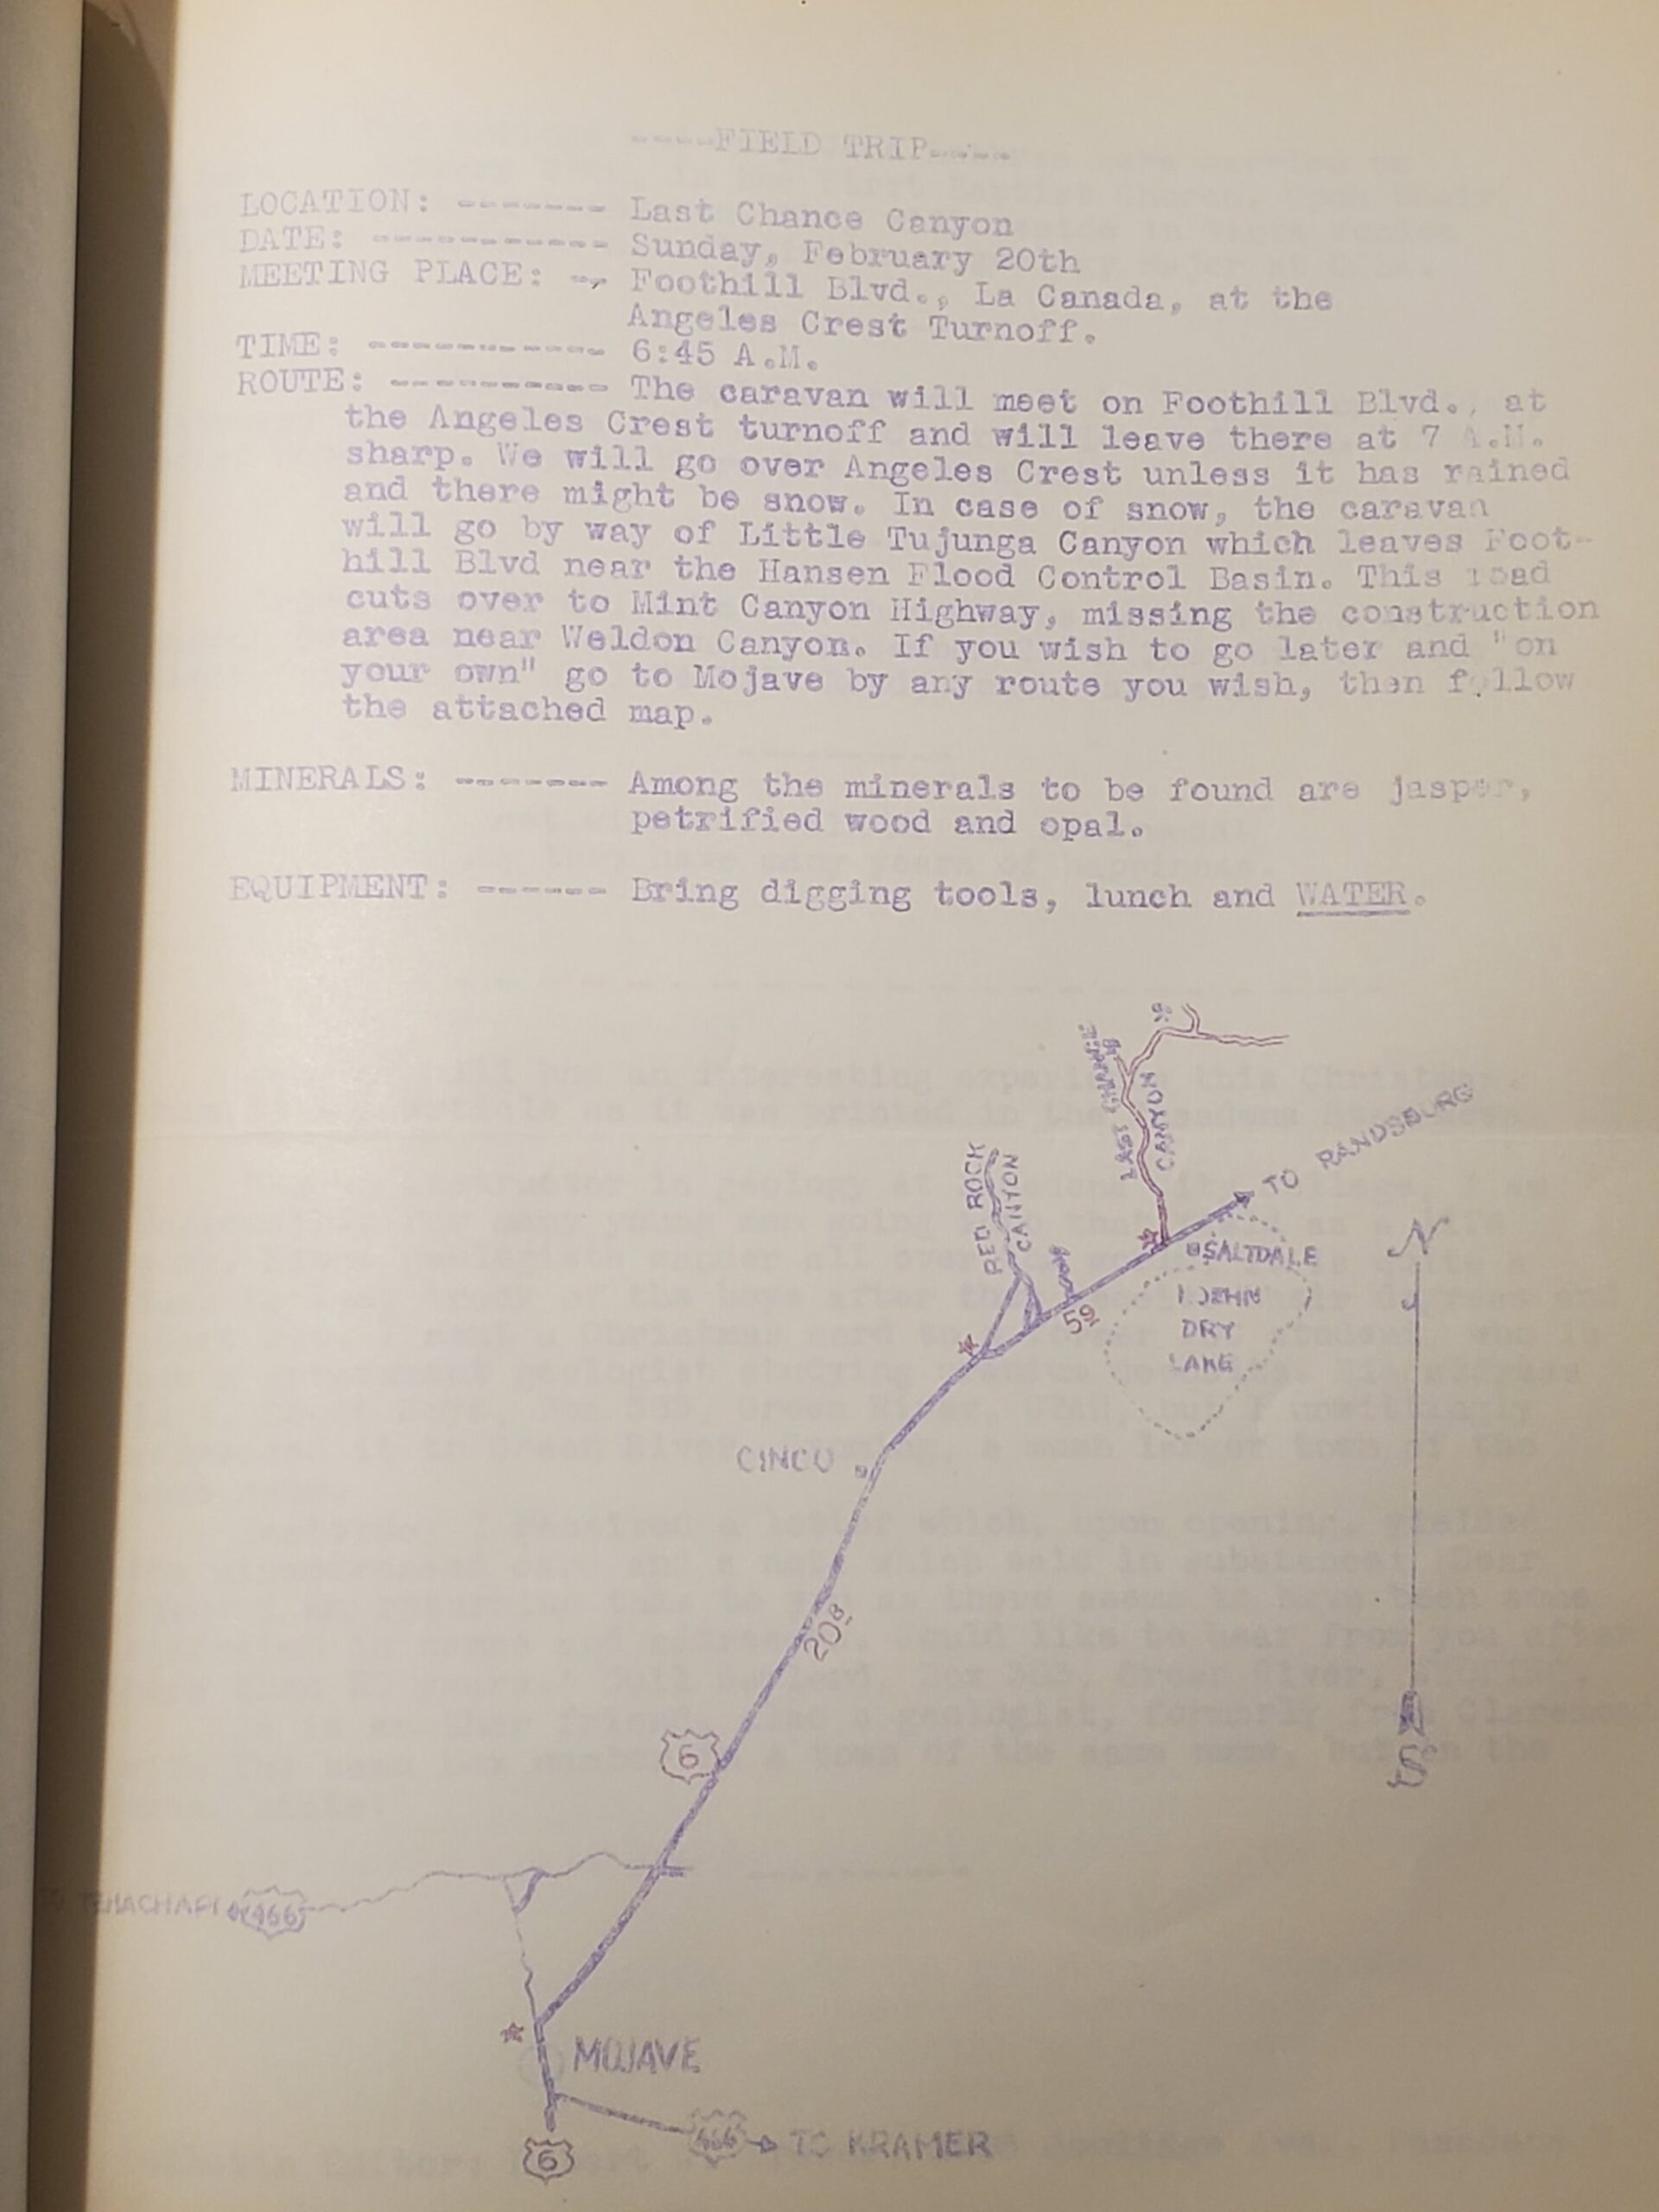 ----FIELD TRIP-----
LOCATION: ------- Last Chance Canyon
DATE: ----------- Sunday, February 20th
MEETING PLACE: -- Foothill Blvd., La Canada, at the
Angeles Crest Turnoff.
TIME: ----------- 6:45 A.M.
ROUTE: ---------- The caravan will meet on Foothill Blvd., at
the Angeles Crest turnoff and will leave there at 7 A.M.
sharp. We will go over Angeles Crest unless it has rained
and there might be snow. In case of snow, the caravan
will go by way of Little Tujunga Canyon which leaves Foot-
hill Blvd near the Hansen Flood Control Basin. This road
cuts over to Mint Canyon Highway, missing the construction
area near Weldon Canyon. If you wish to go later and "on
your own" go to Mojave by any route you wish, then follow
the attached map.
MINERALS: ------- Among the minerals to be found are jasper,
petrified wood and opal.
EQUIPMENT: ------ Bring digging tools, lunch and WATER.
LAST CHANCE
CANYON
TO RANDSBURG
RED ROCK
CANYON
SALTDALE
N
DRY
LAKE
5⁹
CINCO
20⁸
6
S
TO TEHACHAPI
466
MOJAVE
466
TO KRAMER
6